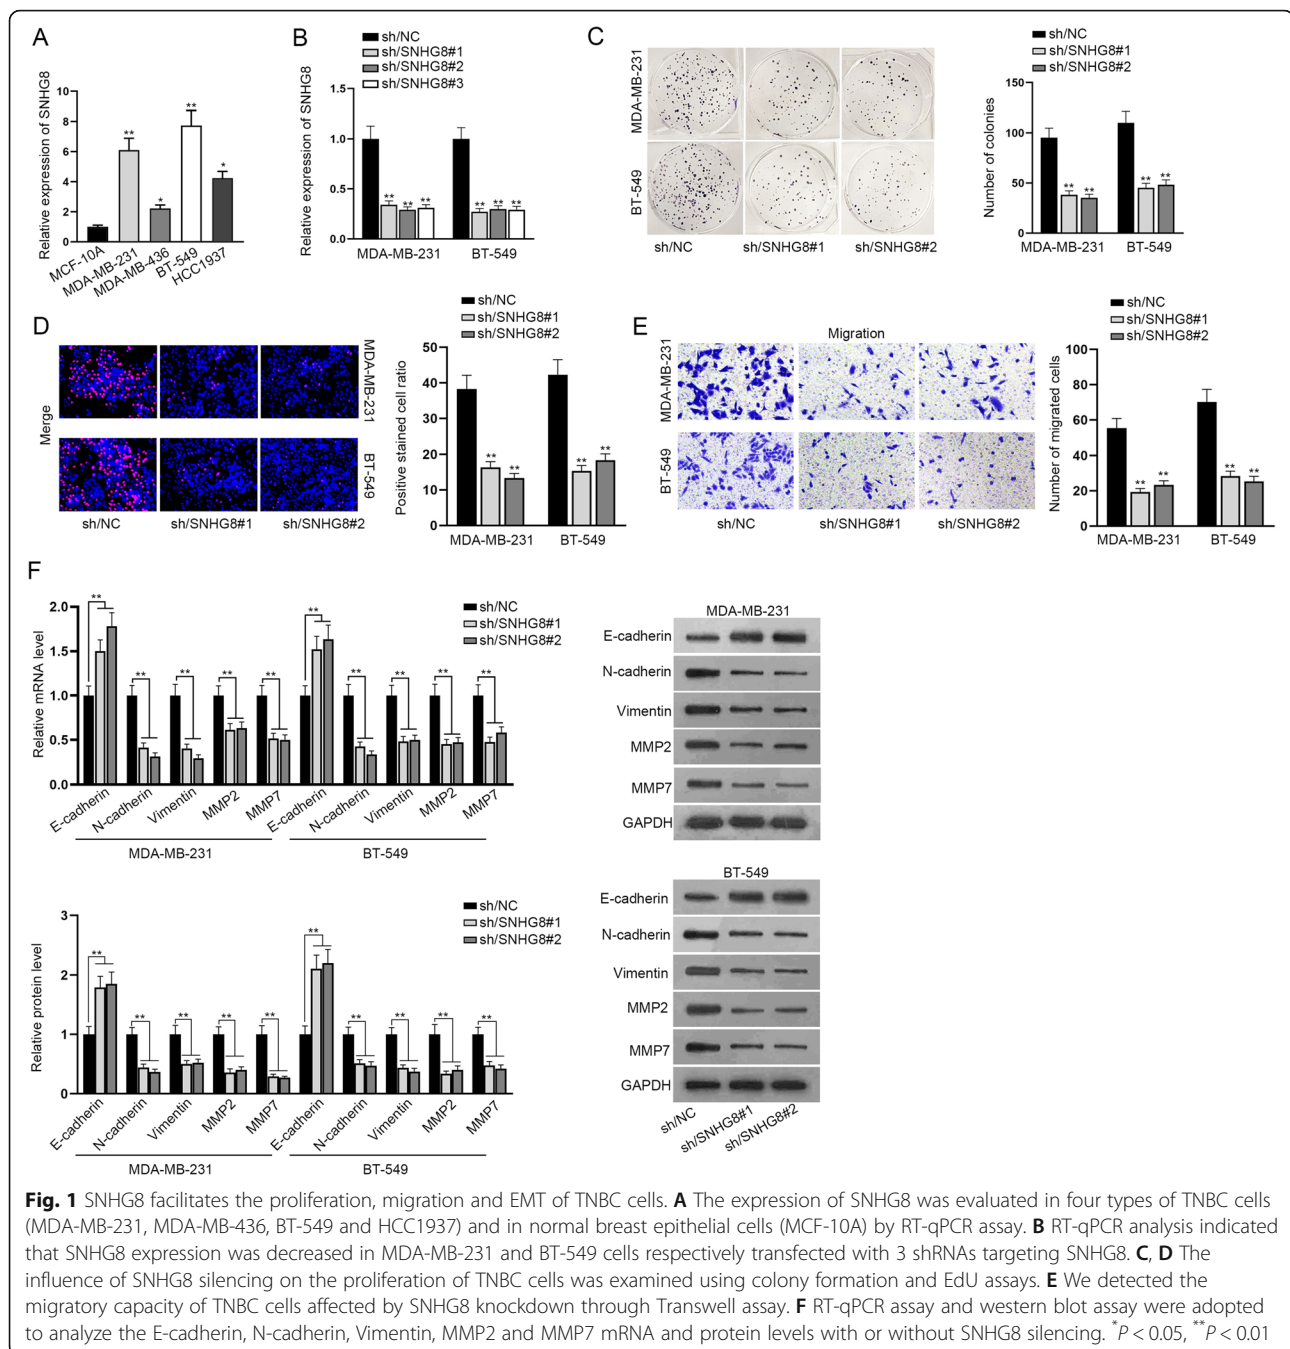 A
Relative expression of SNHG8
10
8
6
4
2
0
**
*
**
*
MCF-10A
MDA-MB-231
MDA-MB-436
BT-549
HCC1937
B
sh/NC
sh/SNHG8#1
sh/SNHG8#2
sh/SNHG8#3
Relative expression of SNHG8
1.5
1.0
0.5
0.0
** ** **
** ** **
MDA-MB-231
BT-549
C
MDA-MB-231
BT-549
sh/NC
sh/SNHG8#1
sh/SNHG8#2
sh/NC
sh/SNHG8#1
sh/SNHG8#2
Number of colonies
150
100
50
0
** **
** **
MDA-MB-231
BT-549
D
Merge
MDA-MB-231
BT-549
sh/NC
sh/SNHG8#1
sh/SNHG8#2
sh/NC
sh/SNHG8#1
sh/SNHG8#2
Positive stained cell ratio
60
40
20
10
0
** **
** **
MDA-MB-231
BT-549
E
Migration
MDA-MB-231
BT-549
sh/NC
sh/SNHG8#1
sh/SNHG8#2
sh/NC
sh/SNHG8#1
sh/SNHG8#2
Number of migrated cells
80
60
40
20
0
** **
** **
MDA-MB-231
BT-549
F
Relative mRNA level
2.0
1.5
1.0
0.5
0.0
** ** ** ** ** ** ** ** ** **
sh/NC
sh/SNHG8#1
sh/SNHG8#2
E-cadherin
N-cadherin
Vimentin
MMP2
MMP7
E-cadherin
N-cadherin
Vimentin
MMP2
MMP7
MDA-MB-231
BT-549
MDA-MB-231
E-cadherin
N-cadherin
Vimentin
MMP2
MMP7
GAPDH
Relative protein level
3
2
1
0
** ** ** ** ** ** ** ** ** **
sh/NC
sh/SNHG8#1
sh/SNHG8#2
E-cadherin
N-cadherin
Vimentin
MMP2
MMP7
E-cadherin
N-cadherin
Vimentin
MMP2
MMP7
MDA-MB-231
BT-549
BT-549
E-cadherin
N-cadherin
Vimentin
MMP2
MMP7
GAPDH
sh/NC
sh/SNHG8#1
sh/SNHG8#2
Fig. 1 SNHG8 facilitates the proliferation, migration and EMT of TNBC cells. A The expression of SNHG8 was evaluated in four types of TNBC cells
(MDA-MB-231, MDA-MB-436, BT-549 and HCC1937) and in normal breast epithelial cells (MCF-10A) by RT-qPCR assay. B RT-qPCR analysis indicated
that SNHG8 expression was decreased in MDA-MB-231 and BT-549 cells respectively transfected with 3 shRNAs targeting SNHG8. C, D The
influence of SNHG8 silencing on the proliferation of TNBC cells was examined using colony formation and EdU assays. E We detected the
migratory capacity of TNBC cells affected by SNHG8 knockdown through Transwell assay. F RT-qPCR assay and western blot assay were adopted
to analyze the E-cadherin, N-cadherin, Vimentin, MMP2 and MMP7 mRNA and protein levels with or without SNHG8 silencing. *P < 0.05, **P < 0.01